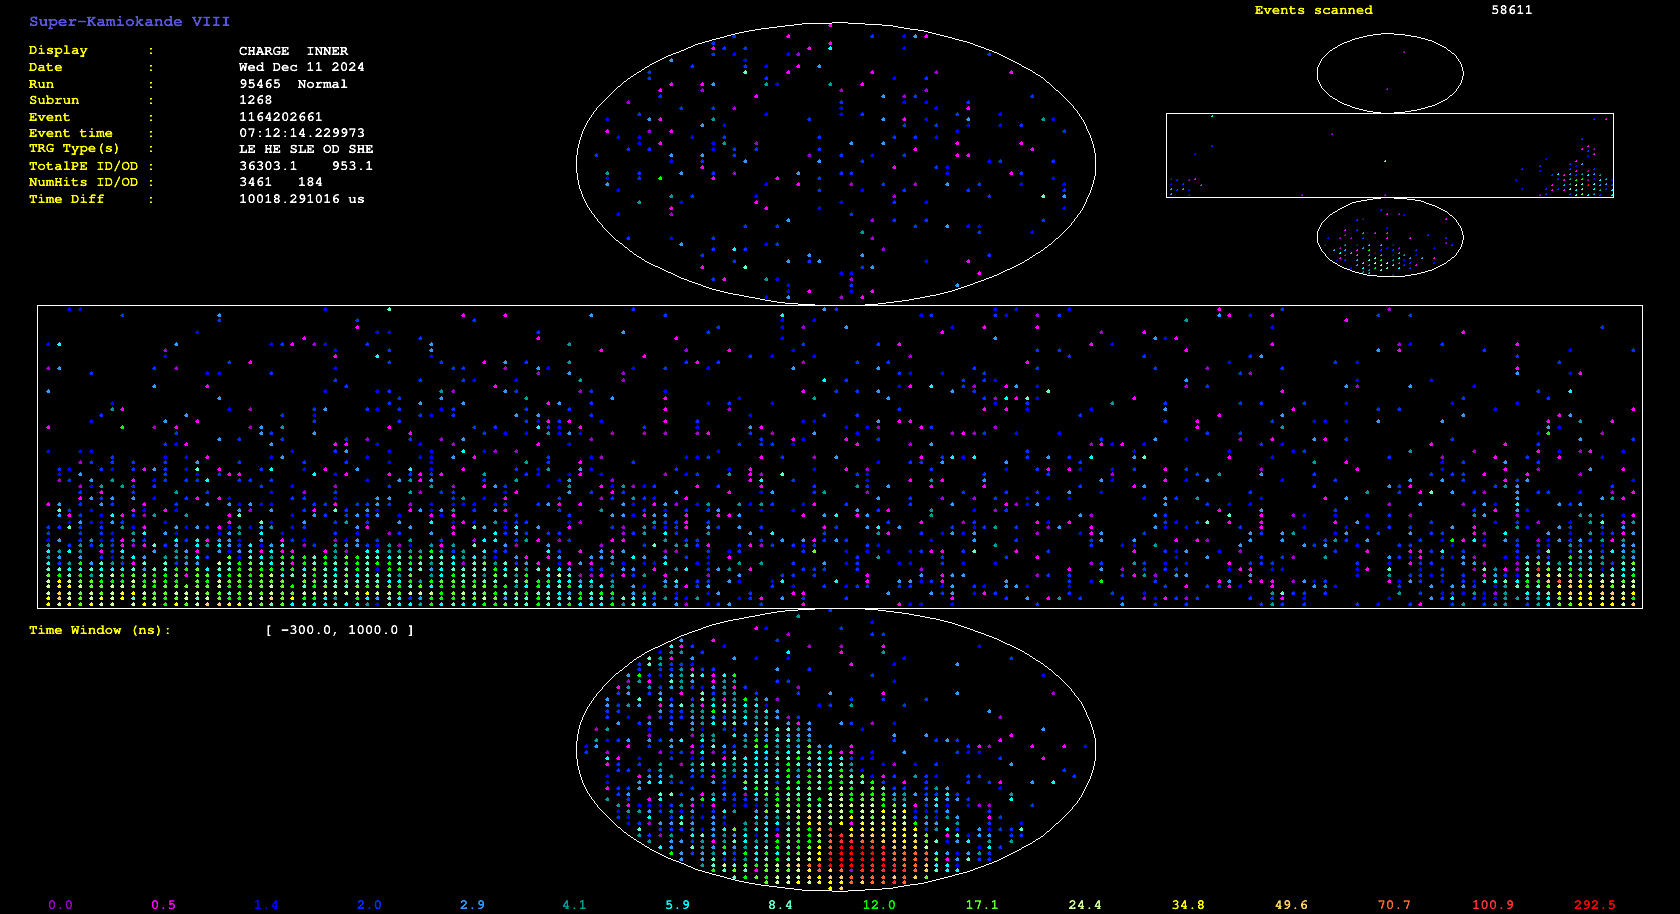 Super-Kamiokande VIII
Events scanned 58611
Display : CHARGE INNER
Date : Wed Dec 11 2024
Run : 95465 Normal
Subrun : 1268
Event : 1164202661
Event time : 07:12:14.229973
TRG Type(s) : LE HE SLE OD SHE
TotalPE ID/OD : 36303.1 953.1
NumHits ID/OD : 3461 184
Time Diff : 10018.291016 us
Time Window (ns): [ -300.0, 1000.0 ]
0.0 0.5 1.4 2.0 2.9 4.1 5.9 8.4 12.0 17.1 24.4 34.8 49.6 70.7 100.9 292.5